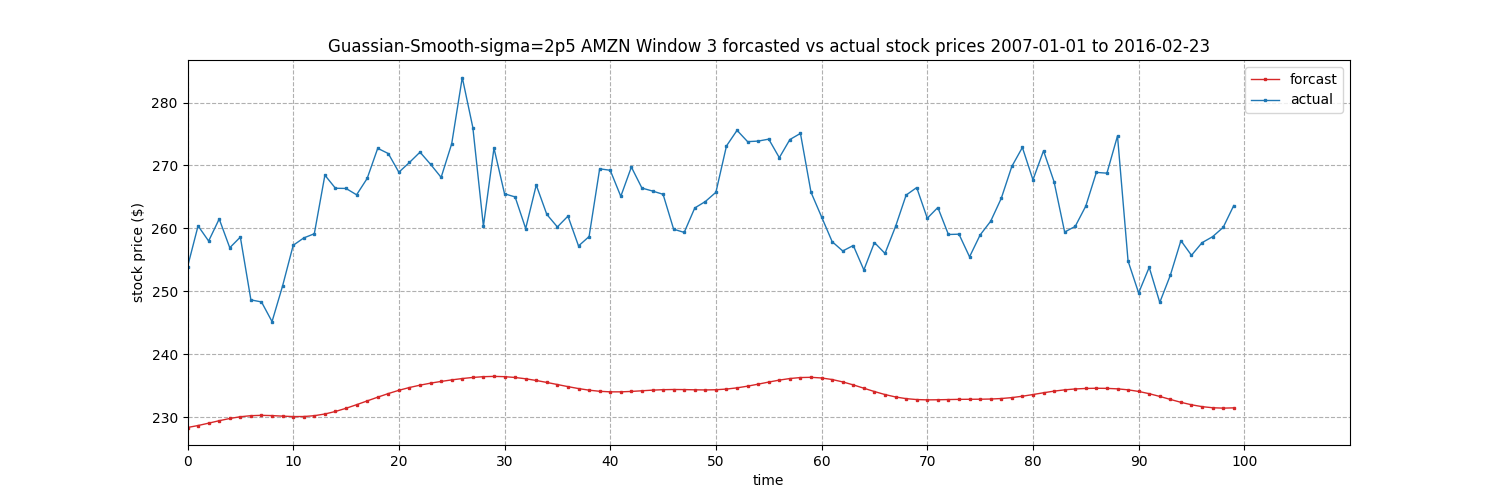 Guassian-Smooth-sigma=2p5 AMZN Window 3 forcasted vs actual stock prices 2007-01-01 to 2016-02-23
forcast
actual
stock price ($)
280
270
260
250
240
230
0 10 20 30 40 50 60 70 80 90 100
time